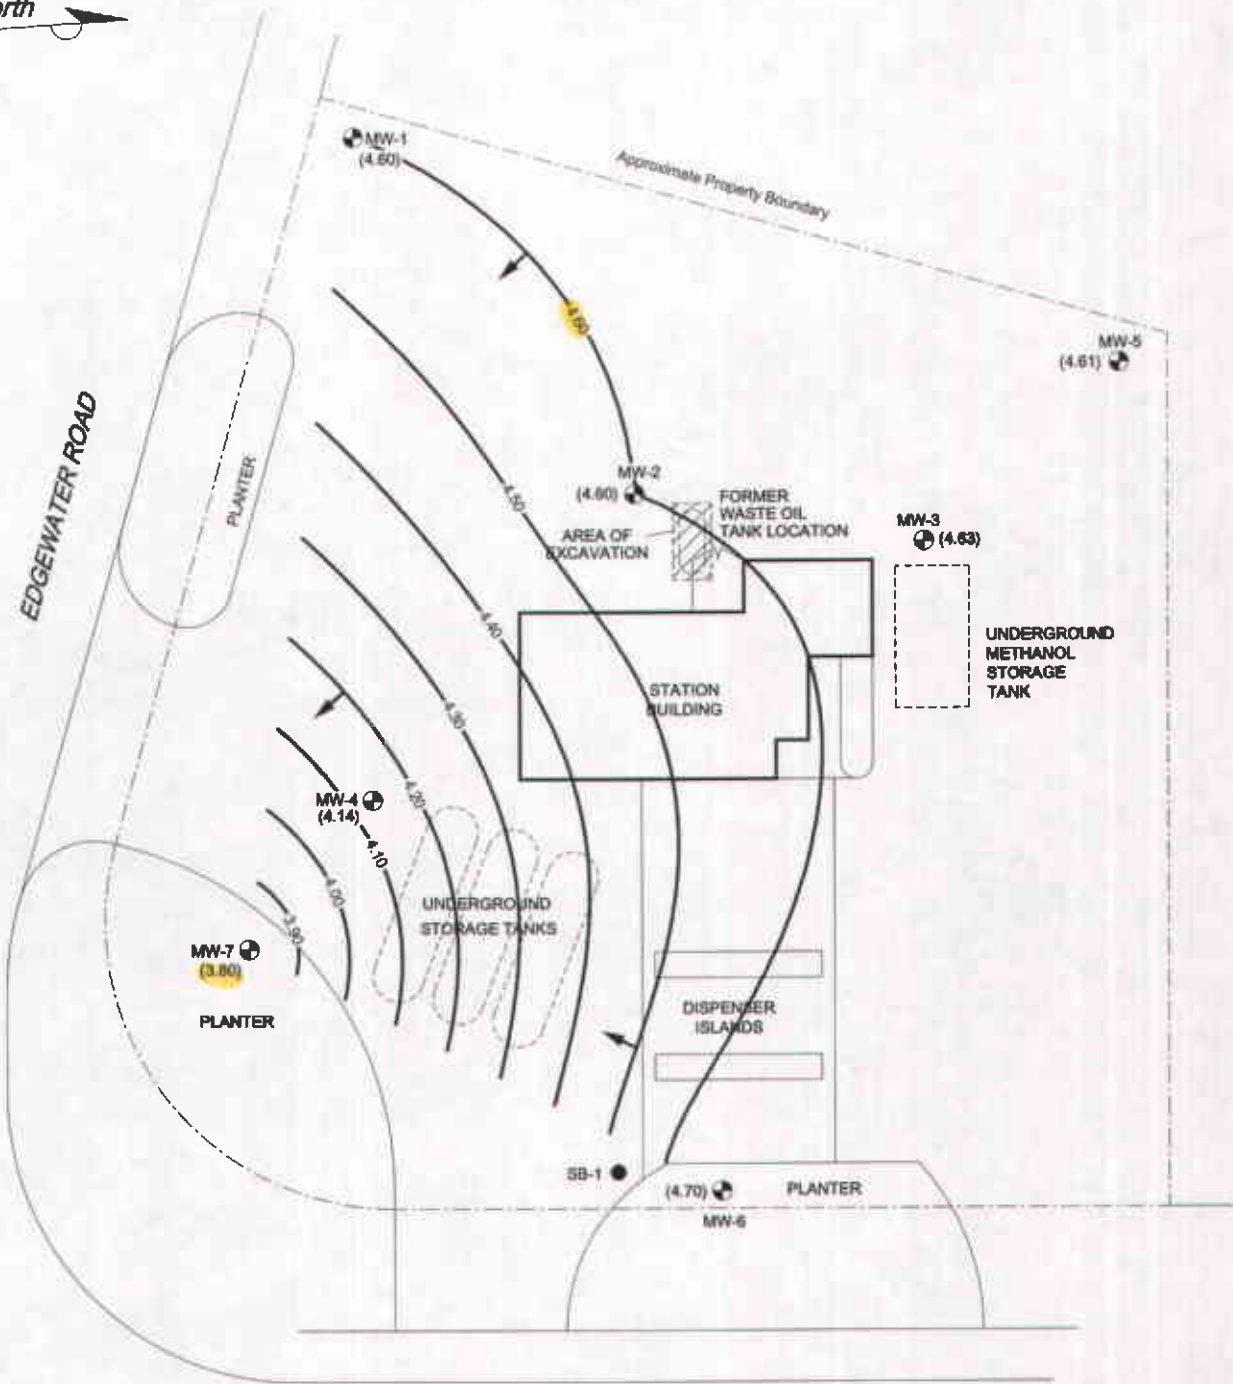 MW-1
(4.60)
Approximate Property Boundary
4.60
MW-5
(4.61)
EDGEWATER ROAD
PLANTER
MW-2
(4.60)
4.50
FORMER
WASTE OIL
TANK LOCATION
AREA OF
EXCAVATION
MW-3
(4.63)
4.40
UNDERGROUND
METHANOL
STORAGE
TANK
STATION
BUILDING
4.30
4.20
MW-4
(4.14)
4.10
4.00
UNDERGROUND
STORAGE TANKS
3.90
MW-7
(3.80)
PLANTER
DISPENSER
ISLANDS
SB-1
(4.70)
MW-6
PLANTER